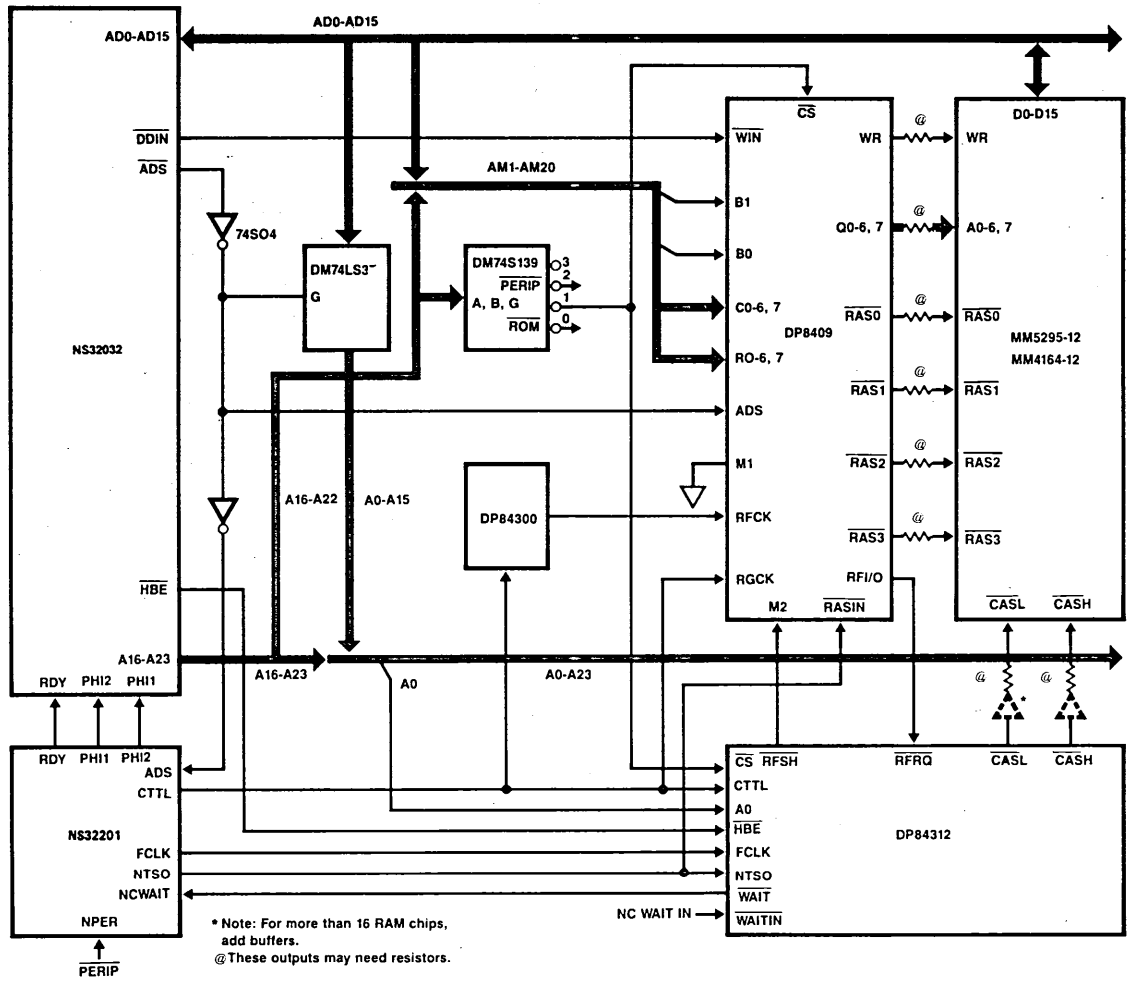 AD0-AD15
AD0-AD15
DDIN
ADS
74SO4
DM74LS3
G
NS32032
AM1-AM20
DM74S139
3
PERIP
2
A, B, G
1
ROM
0
A16-A22
A0-A15
DP84300
HBE
A16-A23
A16-A23
A0
A0-A23
RDY
PHI2
PHI1
CS
WIN
WR
B1
B0
Q0-6, 7
C0-6, 7
DP8409
RAS0
RO-6, 7
RAS1
ADS
M1
RAS2
RFCK
RAS3
RGCK
RFI/O
M2
RASIN
@
@
@
@
@
@
D0-D15
WR
A0-6, 7
RAS0
MM5295-12
MM4164-12
RAS1
RAS2
RAS3
CASL
CASH
@
@
*
RDY
PHI1
PHI2
ADS
CTTL
NS32201
FCLK
NTSO
NCWAIT
NPER
PERIP
CS
RFSH
RFRQ
CASL
CASH
CTTL
A0
HBE
DP84312
FCLK
NTSO
WAIT
NC WAIT IN
WAITIN
* Note: For more than 16 RAM chips,
add buffers.
@These outputs may need resistors.